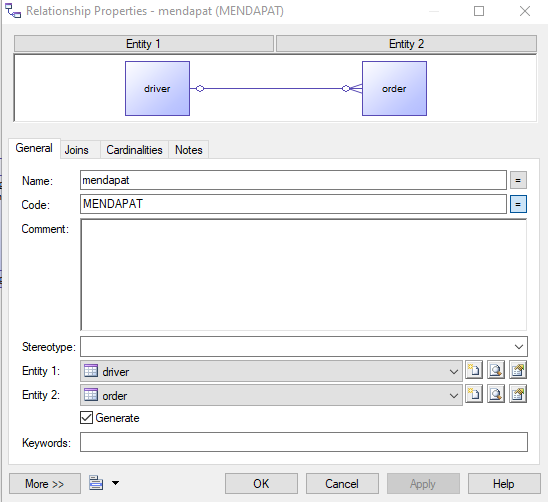 Relationship Properties - mendapat (MENDAPAT)
Entity 1
Entity 2
driver
order
General
Joins
Cardinalities
Notes
Name:
mendapat
=
Code:
MENDAPAT
=
Comment:
Stereotype:
Entity 1:
driver
Entity 2:
order
Generate
Keywords:
More >>
OK
Cancel
Apply
Help